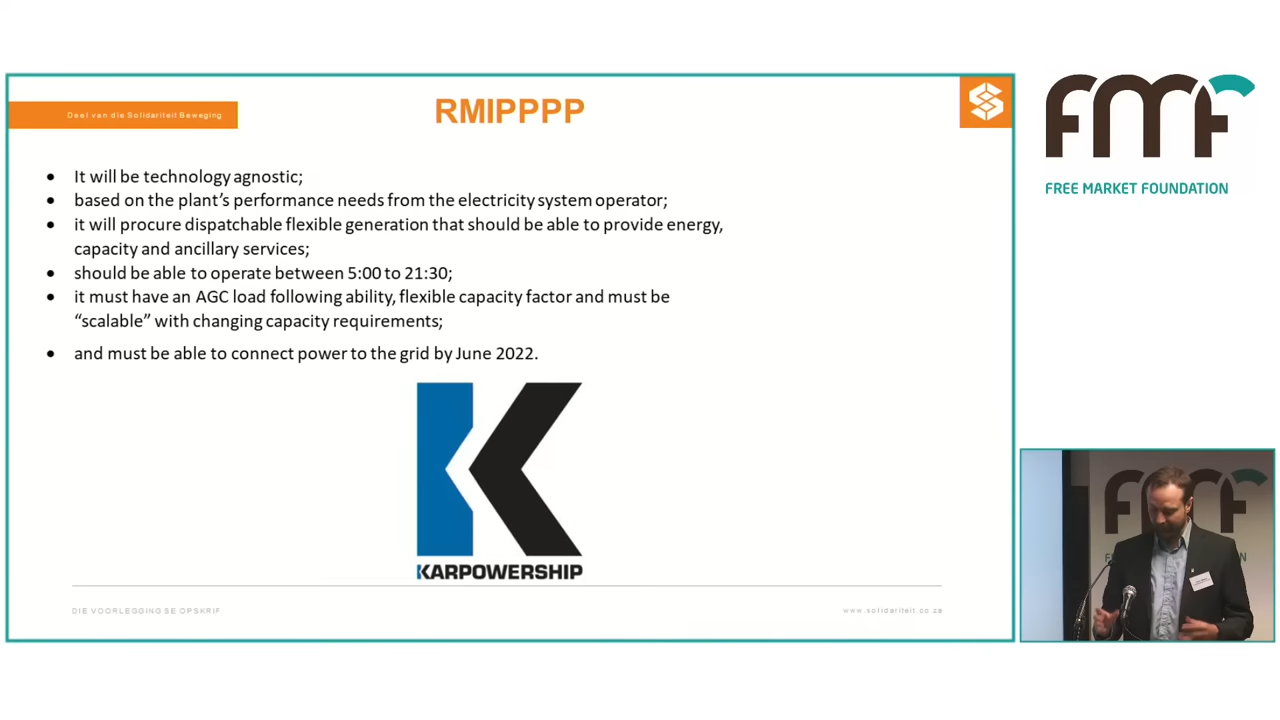 Deel van die Solidariteit Beweging
RMIPPPP
• It will be technology agnostic;
• based on the plant's performance needs from the electricity system operator;
• it will procure dispatchable flexible generation that should be able to provide energy,
capacity and ancillary services;
• should be able to operate between 5:00 to 21:30;
• it must have an AGC load following ability, flexible capacity factor and must be
“scalable” with changing capacity requirements;
• and must be able to connect power to the grid by June 2022.
KARPOWERSHIP
DIE VOORLEGGING SE OPSKRIF
www.solidariteit.co.za
FMF
FREE MARKET FOUNDATION
FMF